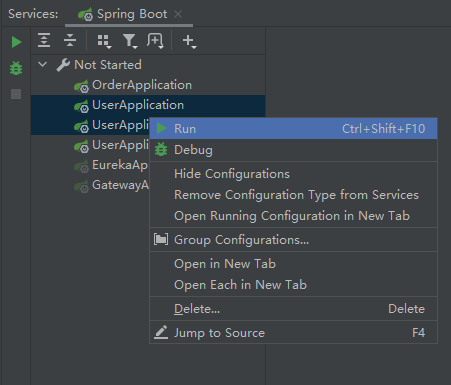 Services: Spring Boot
Not Started
OrderApplication
UserApplication
UserAppli
Run Ctrl+Shift+F10
UserAppli
Debug
EurekaAp
Hide Configurations
GatewayA
Remove Configuration Type from Services
Open Running Configuration in New Tab
Group Configurations...
Open in New Tab
Open Each in New Tab
Delete... Delete
Jump to Source F4